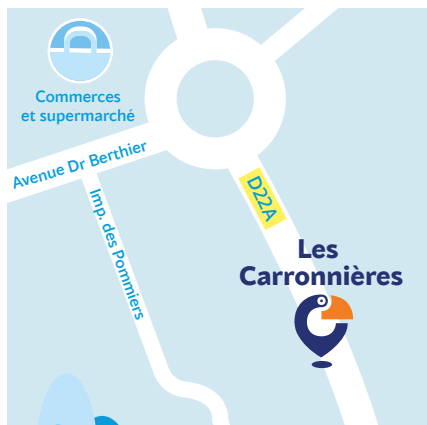 Commerces
et supermarché
Avenue Dr Berthier
Imp. des Pommiers
D22A
Les
Carronnières